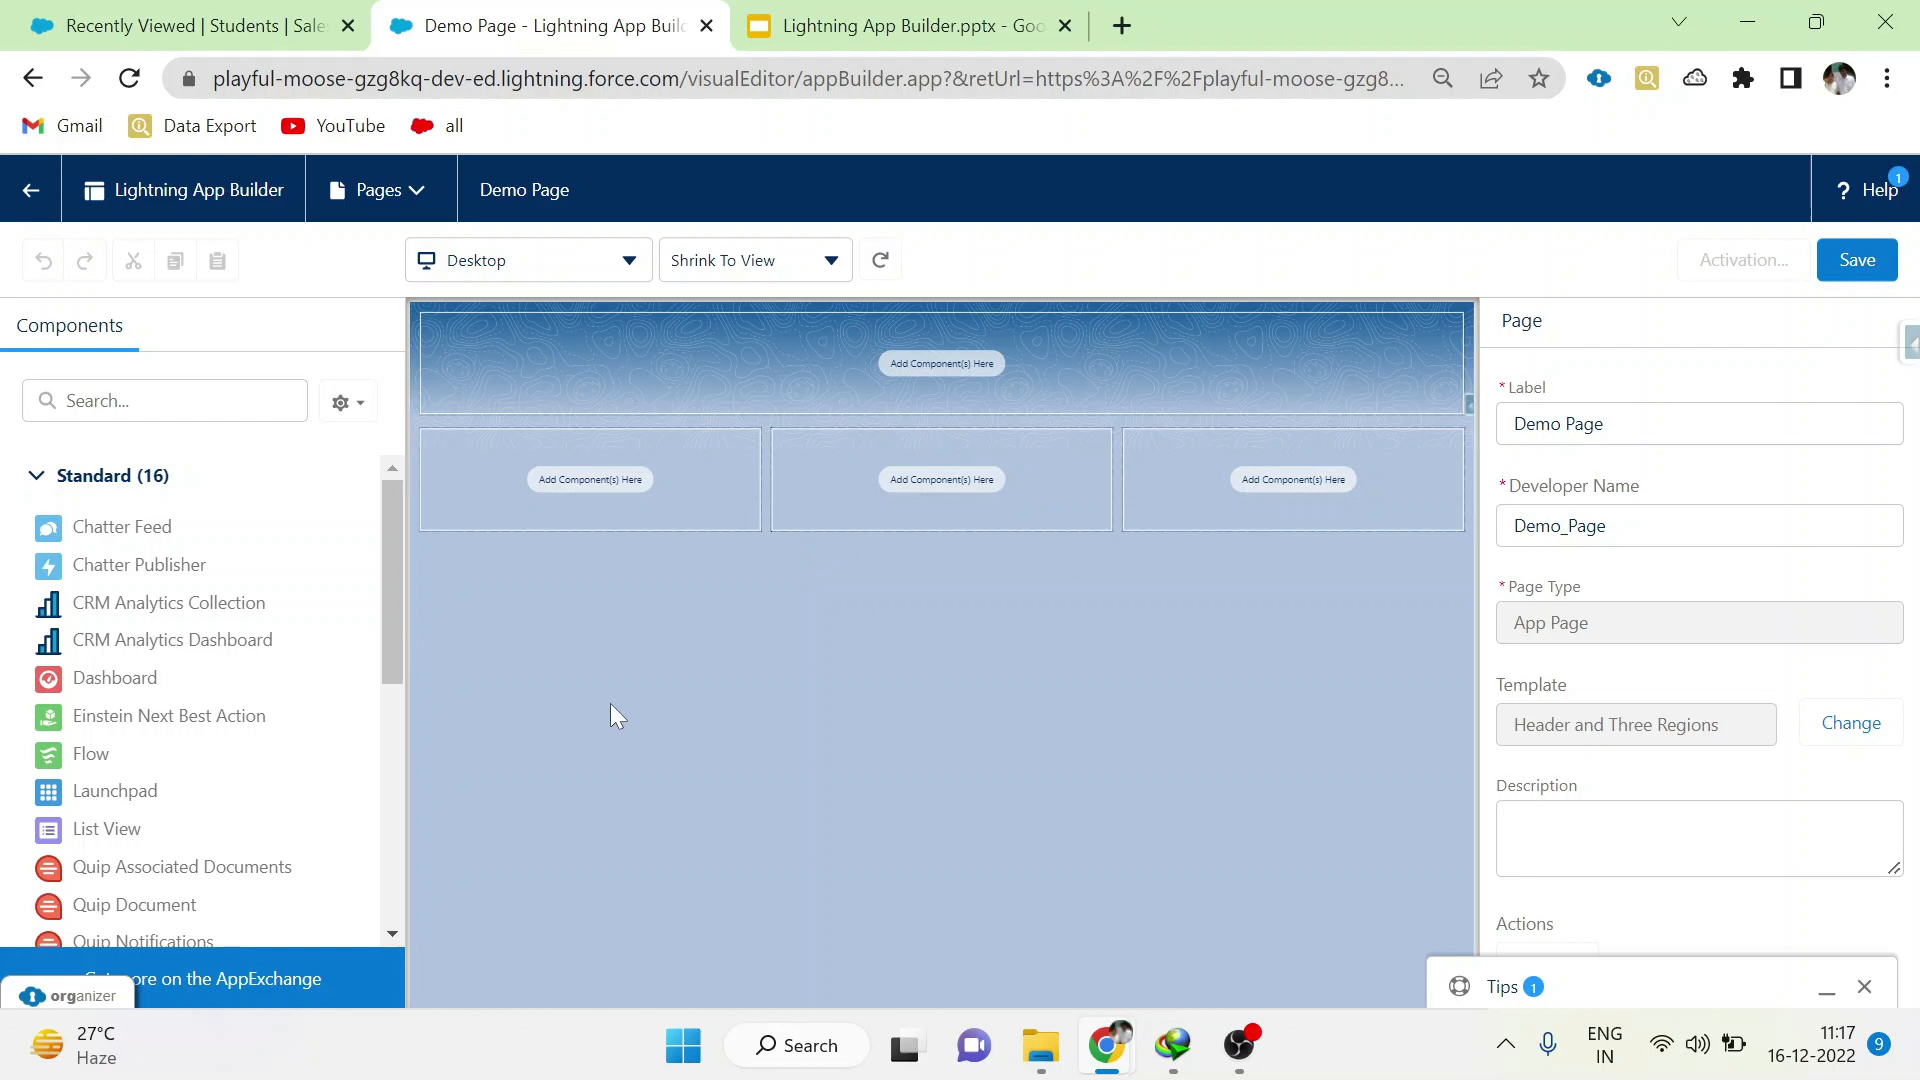 Recently Viewed | Students | Sale
Demo Page - Lightning App Buil
Lightning App Builder.pptx - Goo
playful-moose-gzg8kq-dev-ed.lightning.force.com/visualEditor/appBuilder.app?&retUrl=https%3A%2F%2Fplayful-moose-gzg8...
Gmail
Data Export
YouTube
all
Lightning App Builder
Pages
Demo Page
? Help
1
Desktop
Shrink To View
Activation...
Save
Components
Search...
Standard (16)
Chatter Feed
Chatter Publisher
CRM Analytics Collection
CRM Analytics Dashboard
Dashboard
Einstein Next Best Action
Flow
Launchpad
List View
Quip Associated Documents
Quip Document
Quip Notifications
ore on the AppExchange
organizer
Add Component(s) Here
Add Component(s) Here
Add Component(s) Here
Add Component(s) Here
Page
* Label
Demo Page
* Developer Name
Demo_Page
* Page Type
App Page
Template
Header and Three Regions
Change
Description
Actions
Tips 1
27°C
Haze
Search
ENG
IN
11:17
16-12-2022
9